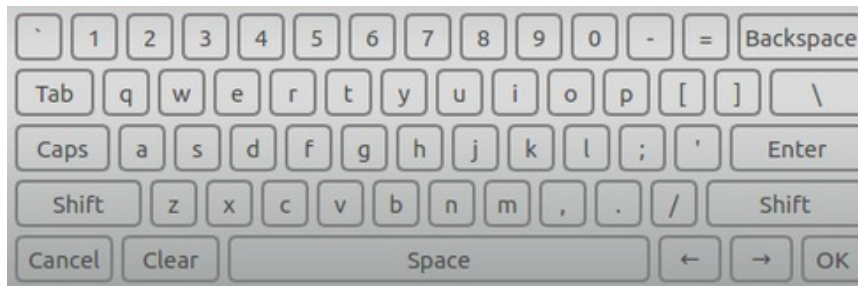 ` 1 2 3 4 5 6 7 8 9 0 - = Backspace
Tab q w e r t y u i o p [ ] \
Caps a s d f g h j k l ; ' Enter
Shift z x c v b n m , . / Shift
Cancel Clear Space ← → OK